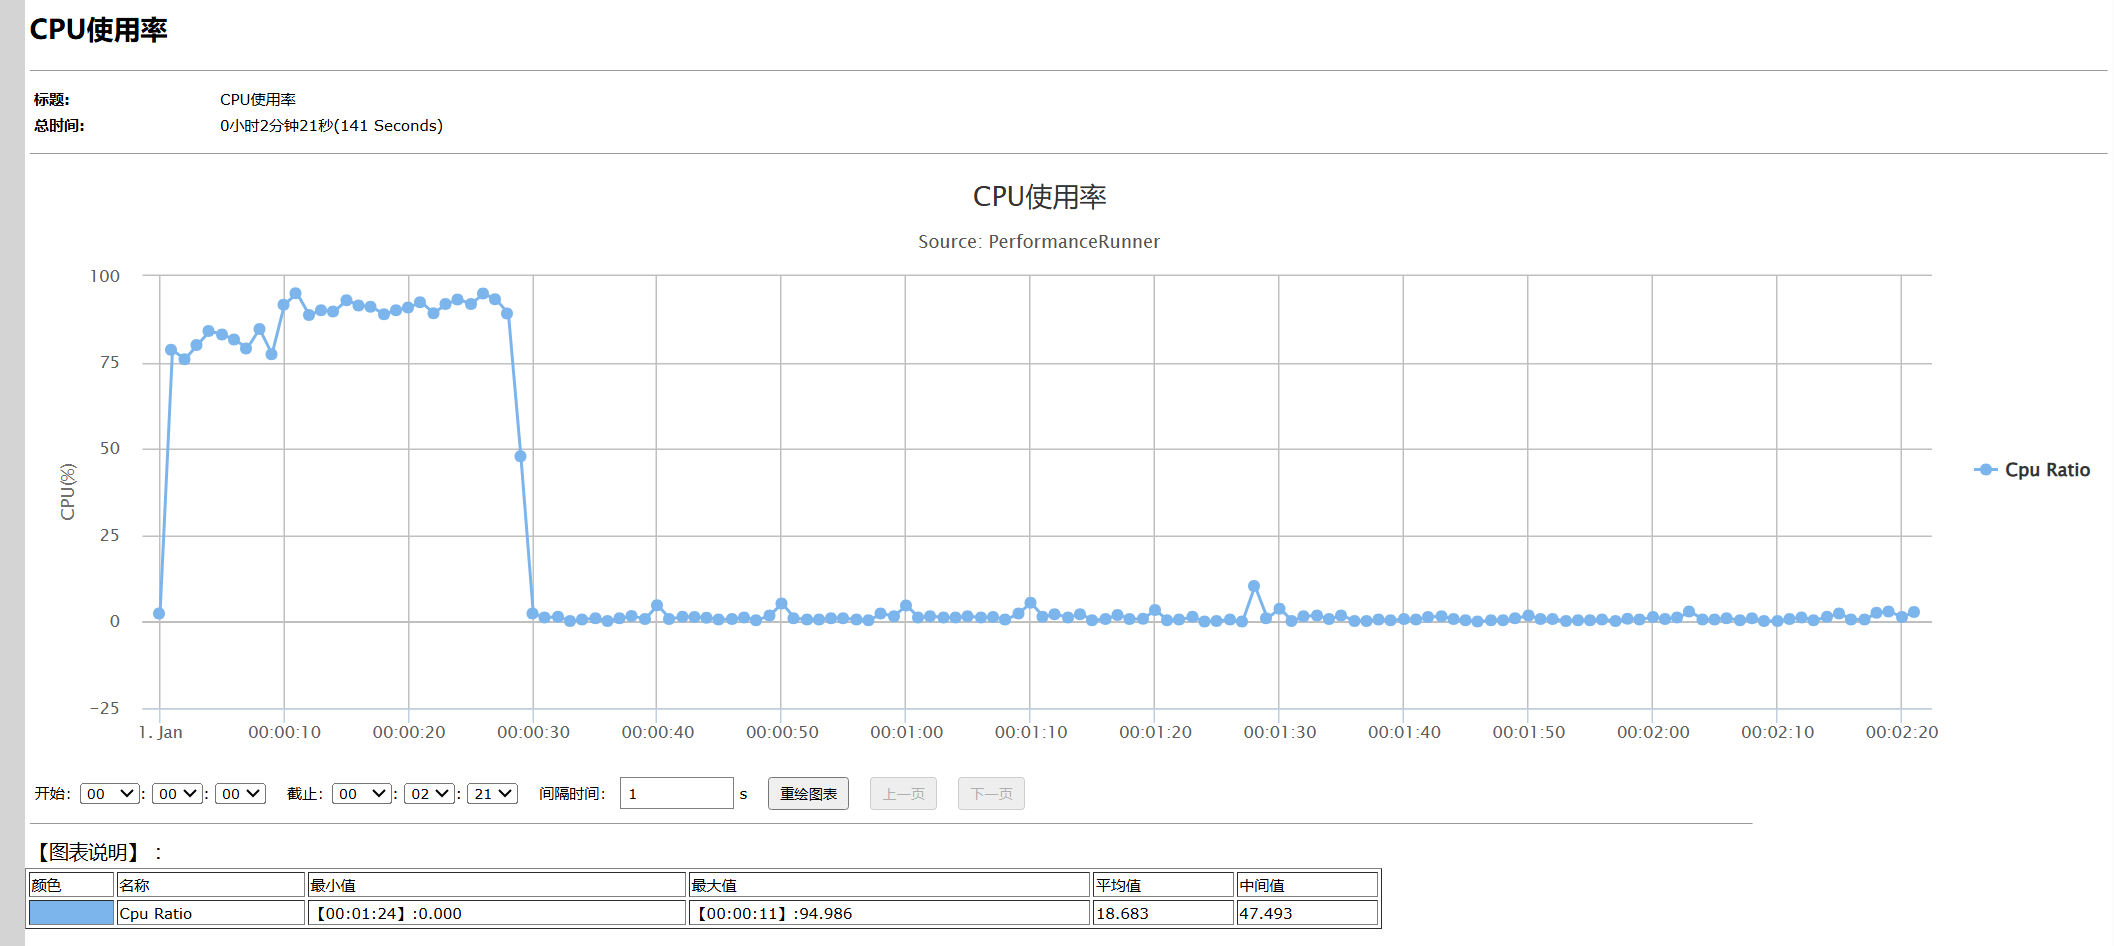 CPU使用率
标题: CPU使用率
总时间: 0小时2分钟21秒(141 Seconds)
CPU使用率
Source: PerformanceRunner
100
75
50
25
0
-25
CPU(%)
Cpu Ratio
1. Jan 00:00:10 00:00:20 00:00:30 00:00:40 00:00:50 00:01:00 00:01:10 00:01:20 00:01:30 00:01:40 00:01:50 00:02:00 00:02:10 00:02:20
开始: 00 : 00 : 00 截止: 00 : 02 : 21 间隔时间: 1 s 重绘图表 上一页 下一页
【图表说明】：
颜色 名称 最小值 最大值 平均值 中间值
Cpu Ratio 【00:01:24】:0.000 【00:00:11】:94.986 18.683 47.493